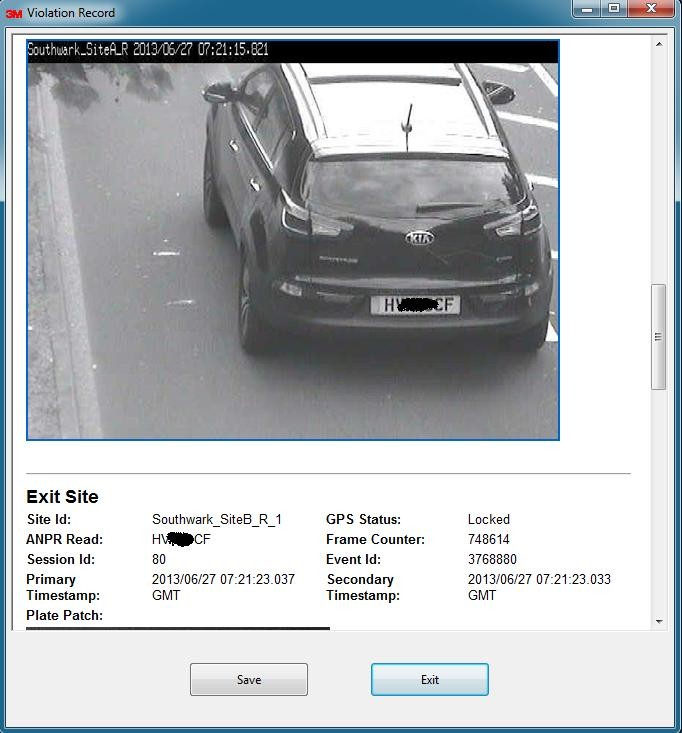 3M Violation Record
Southwark_SiteA_R 2013/06/27 07:21:15.821
KIA
HV CF
Exit Site
Site Id: Southwark_SiteB_R_1 GPS Status: Locked
ANPR Read: HV CF Frame Counter: 748614
Session Id: 80 Event Id: 3768880
Primary 2013/06/27 07:21:23.037 Secondary 2013/06/27 07:21:23.033
Timestamp: GMT Timestamp: GMT
Plate Patch:
Save Exit